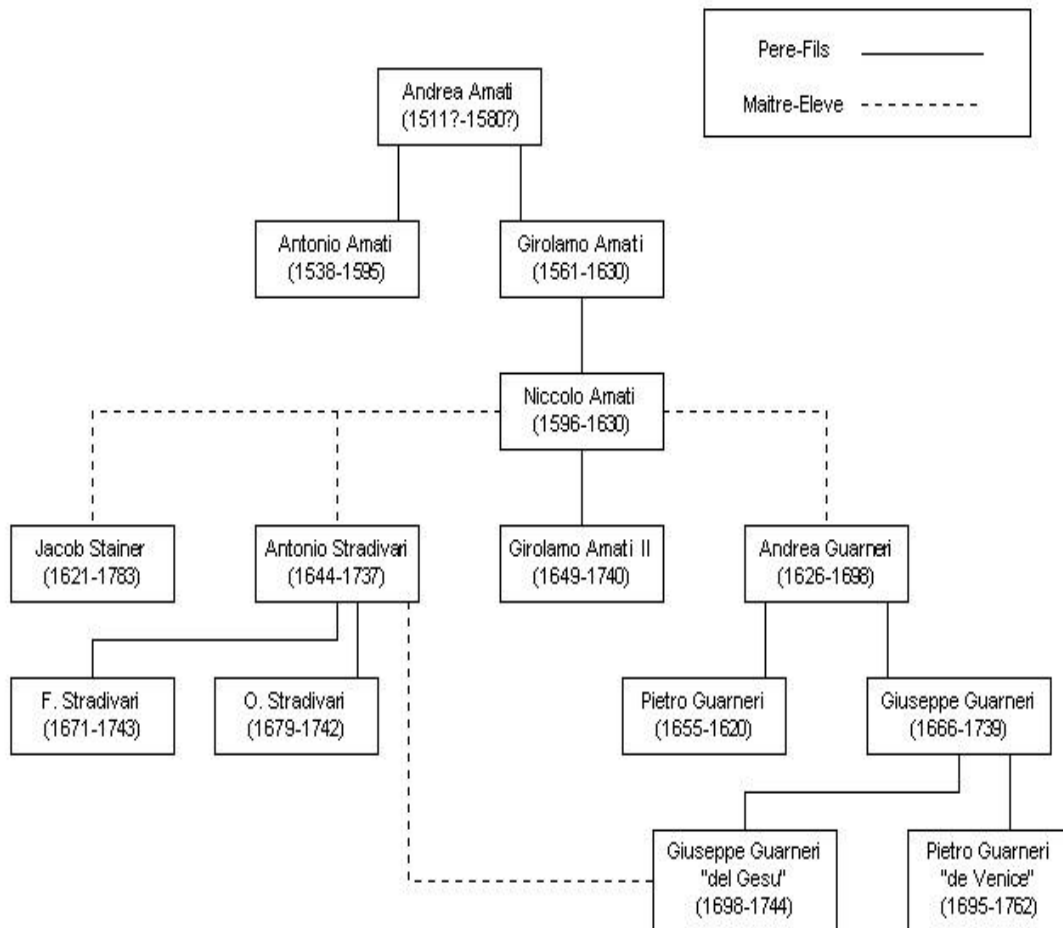 Pere-Fils
Maitre-Eleve
Andrea Amati
(1511?-1580?)
Antonio Amati
(1538-1595)
Girolamo Amati
(1561-1630)
Niccolo Amati
(1596-1630)
Jacob Stainer
(1621-1783)
Antonio Stradivari
(1644-1737)
Girolamo Amati II
(1649-1740)
Andrea Guarneri
(1626-1698)
F. Stradivari
(1671-1743)
O. Stradivari
(1679-1742)
Pietro Guarneri
(1655-1620)
Giuseppe Guarneri
(1666-1739)
Giuseppe Guarneri
"del Gesu"
(1698-1744)
Pietro Guarneri
"de Venice"
(1695-1762)